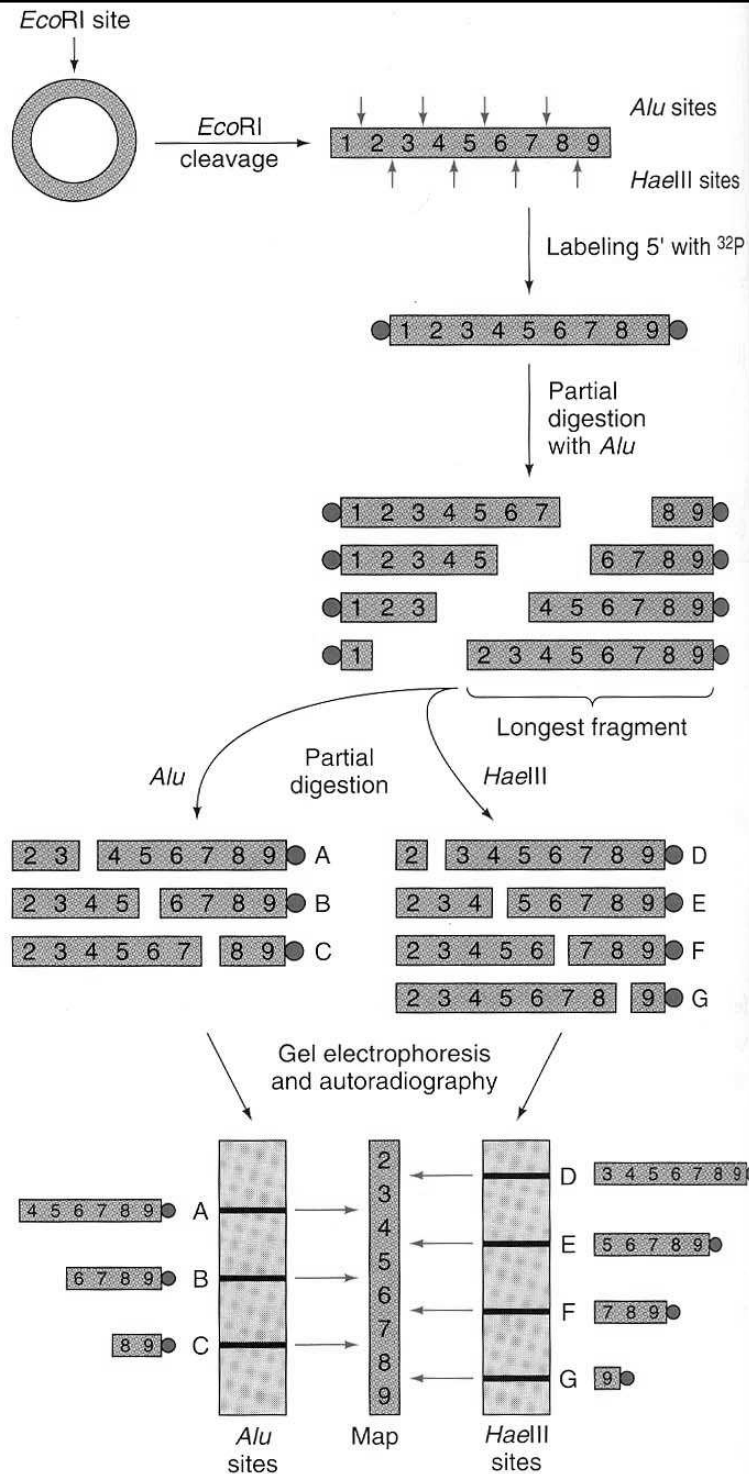 EcoRI site
EcoRI
cleavage
1 2 3 4 5 6 7 8 9
Alu sites
HaeIII sites
Labeling 5' with ³²P
1 2 3 4 5 6 7 8 9
Partial
digestion
with Alu
1 2 3 4 5 6 7
8 9
1 2 3 4 5
6 7 8 9
1 2 3
4 5 6 7 8 9
1
2 3 4 5 6 7 8 9
Longest fragment
Alu
Partial
digestion
HaeIII
2 3
4 5 6 7 8 9
A
2
3 4 5 6 7 8 9
D
2 3 4 5
6 7 8 9
B
2 3 4
5 6 7 8 9
E
2 3 4 5 6 7
8 9
C
2 3 4 5 6
7 8 9
F
2 3 4 5 6 7 8
9
G
Gel electrophoresis
and autoradiography
4 5 6 7 8 9
A
6 7 8 9
B
8 9
C
2
3
4
5
6
7
8
9
D
3 4 5 6 7 8 9
E
5 6 7 8 9
F
7 8 9
G
9
Alu
sites
Map
HaeIII
sites